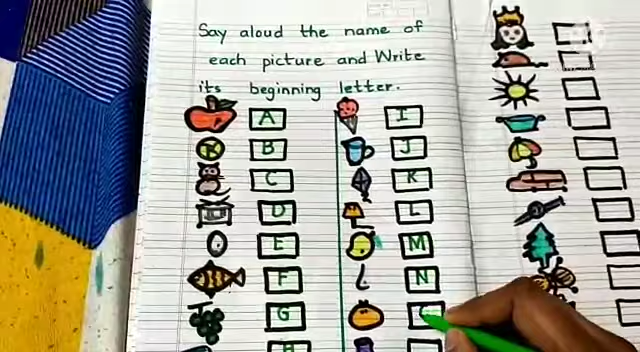 Say aloud the name of
each picture and Write
its beginning letter.
A I
B J
C K
D L
E M
F N
G
H